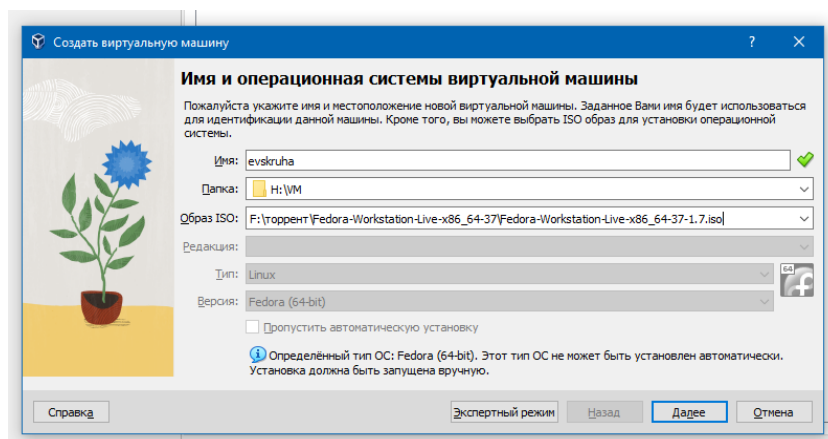 Создать виртуальную машину
Имя и операционная системы виртуальной машины
Пожалуйста укажите имя и местоположение новой виртуальной машины. Заданное Вами имя будет использоваться
для идентификации данной машины. Кроме того, вы можете выбрать ISO образ для установки операционной
системы.
Имя: evskruha
Папка: H:\VM
Образ ISO: F:\торрент\Fedora-Workstation-Live-x86_64-37\Fedora-Workstation-Live-x86_64-37-1.7.iso
Редакция:
Тип: Linux
64
Версия: Fedora (64-bit)
Пропустить автоматическую установку
Определённый тип ОС: Fedora (64-bit). Этот тип ОС не может быть установлен автоматически.
Установка должна быть запущена вручную.
Справка Экспертный режим Назад Далее Отмена